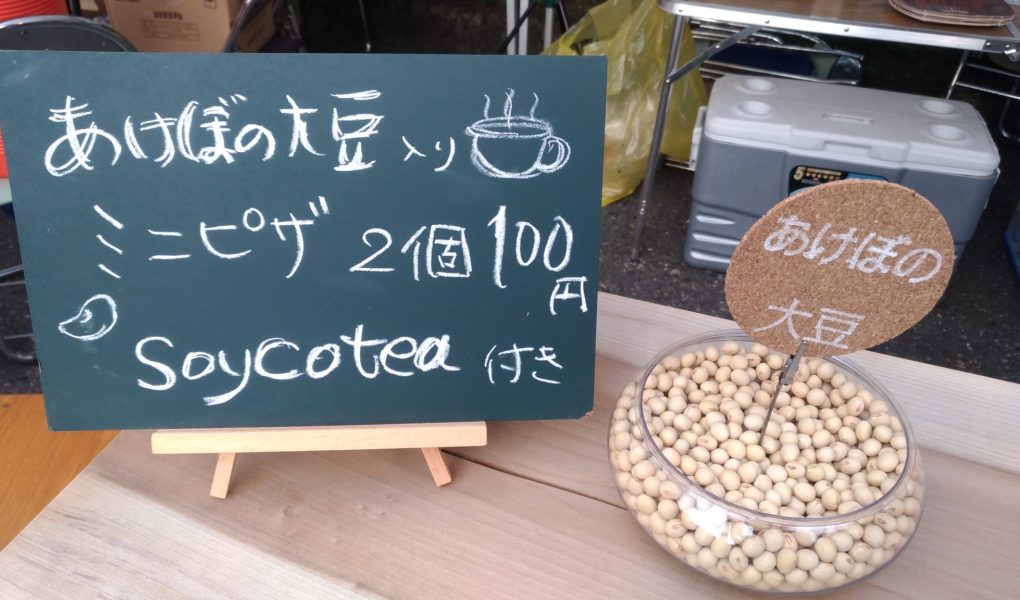 あけぼの大豆入り
ミニピザ 2個100円
soycotea 付き
あけぼの
大豆
5